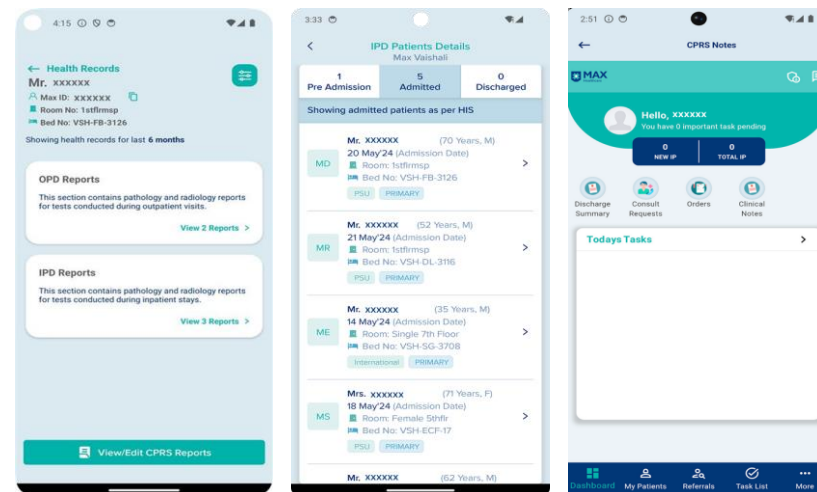 4:15
← Health Records
Mr. xxxxxx
Max ID: xxxxxx
Room No: 1stflrmsp
Bed No: VSH-FB-3126
Showing health records for last 6 months
OPD Reports
This section contains pathology and radiology reports
for tests conducted during outpatient visits.
View 2 Reports >
IPD Reports
This section contains pathology and radiology reports
for tests conducted during inpatient stays.
View 3 Reports >
View/Edit CPRS Reports
3:33
IPD Patients Details
Max Vaishali
1
Pre Admission
5
Admitted
0
Discharged
Showing admitted patients as per HIS
MD
Mr. xxxxxx (70 Years, M)
20 May'24 (Admission Date)
Room: 1stflrmsp
Bed No: VSH-FB-3126
PSU PRIMARY
MR
Mr. xxxxxx (52 Years, M)
21 May'24 (Admission Date)
Room: 1stflrmsp
Bed No: VSH-DL-3116
PSU PRIMARY
ME
Mr. xxxxxx (35 Years, M)
14 May'24 (Admission Date)
Room: Single 7th Floor
Bed No: VSH-SG-3708
International PRIMARY
MS
Mrs. xxxxxx (71 Years, F)
18 May'24 (Admission Date)
Room: Female 5thflr
Bed No: VSH-ECF-17
PSU PRIMARY
Mr. xxxxxx (62 Years, M)
2:51
CPRS Notes
MAX
Hello, xxxxxx
You have 0 important task pending
0
NEW IP
0
TOTAL IP
Discharge
Summary
Consult
Requests
Orders
Clinical
Notes
Todays Tasks >
Dashboard
My Patients
Referrals
Task List
More